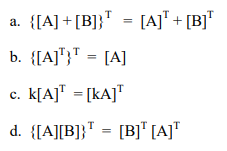 a. {[A] + [B]}ᵀ = [A]ᵀ + [B]ᵀ
b. {[A]ᵀ}ᵀ = [A]
c. k[A]ᵀ = [kA]ᵀ
d. {[A][B]}ᵀ = [B]ᵀ [A]ᵀ